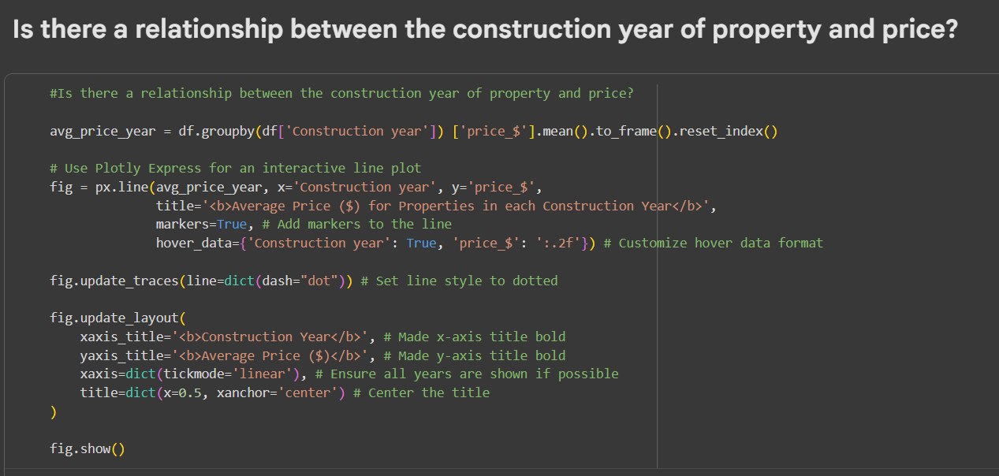 Is there a relationship between the construction year of property and price?
#Is there a relationship between the construction year of property and price?
avg_price_year = df.groupby(df['Construction year']) ['price_$'].mean().to_frame().reset_index()
# Use Plotly Express for an interactive line plot
fig = px.line(avg_price_year, x='Construction year', y='price_$',
title='<b>Average Price ($) for Properties in each Construction Year</b>',
markers=True, # Add markers to the line
hover_data={'Construction year': True, 'price_$': ':.2f'}) # Customize hover data format
fig.update_traces(line=dict(dash="dot")) # Set line style to dotted
fig.update_layout(
xaxis_title='<b>Construction Year</b>', # Made x-axis title bold
yaxis_title='<b>Average Price ($)</b>', # Made y-axis title bold
xaxis=dict(tickmode='linear'), # Ensure all years are shown if possible
title=dict(x=0.5, xanchor='center') # Center the title
)
fig.show()